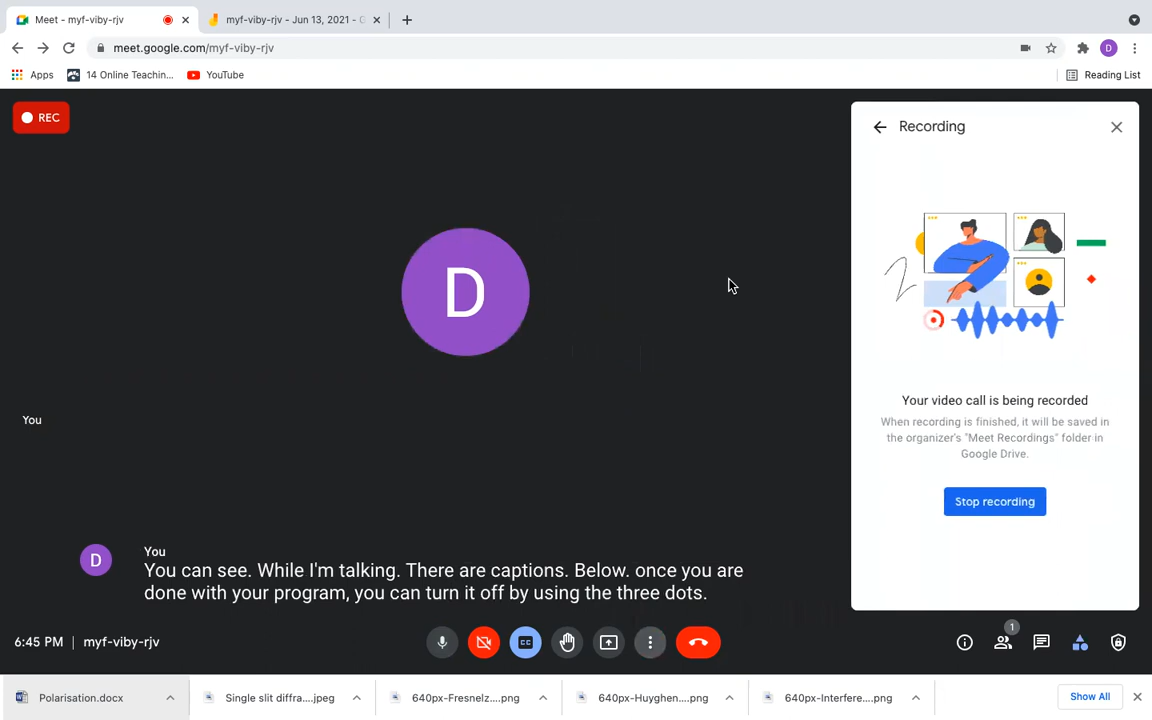 Meet - myf-viby-rjv
myf-viby-rjv - Jun 13, 2021 - G
meet.google.com/myf-viby-rjv
D
Apps
14 Online Teachin...
YouTube
Reading List
REC
Recording
D
Your video call is being recorded
When recording is finished, it will be saved in
the organizer's "Meet Recordings" folder in
Google Drive.
Stop recording
You
D
You
You can see. While I'm talking. There are captions. Below. once you are
done with your program, you can turn it off by using the three dots.
6:45 PM | myf-viby-rjv
CC
1
Polarisation.docx
Single slit diffra....jpeg
640px-Fresnelz....png
640px-Huyghen....png
640px-Interfere....png
Show All